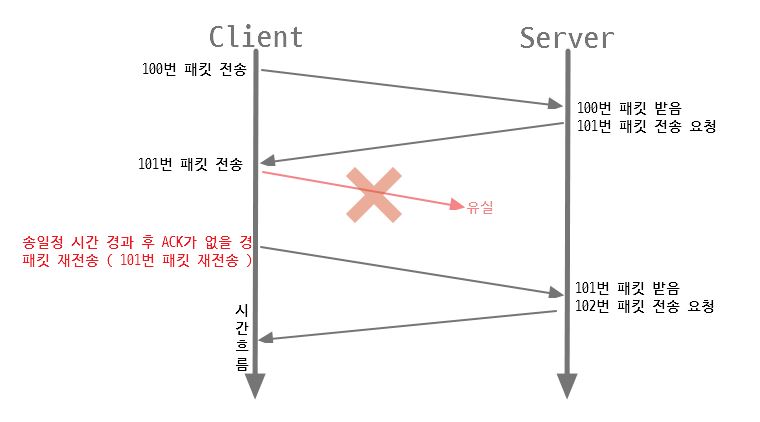 Client
Server
100번 패킷 전송
100번 패킷 받음
101번 패킷 전송 요청
101번 패킷 전송
유실
송일정 시간 경과 후 ACK가 없을 경
패킷 재전송 ( 101번 패킷 재전송 )
101번 패킷 받음
102번 패킷 전송 요청
시
간
흐
름